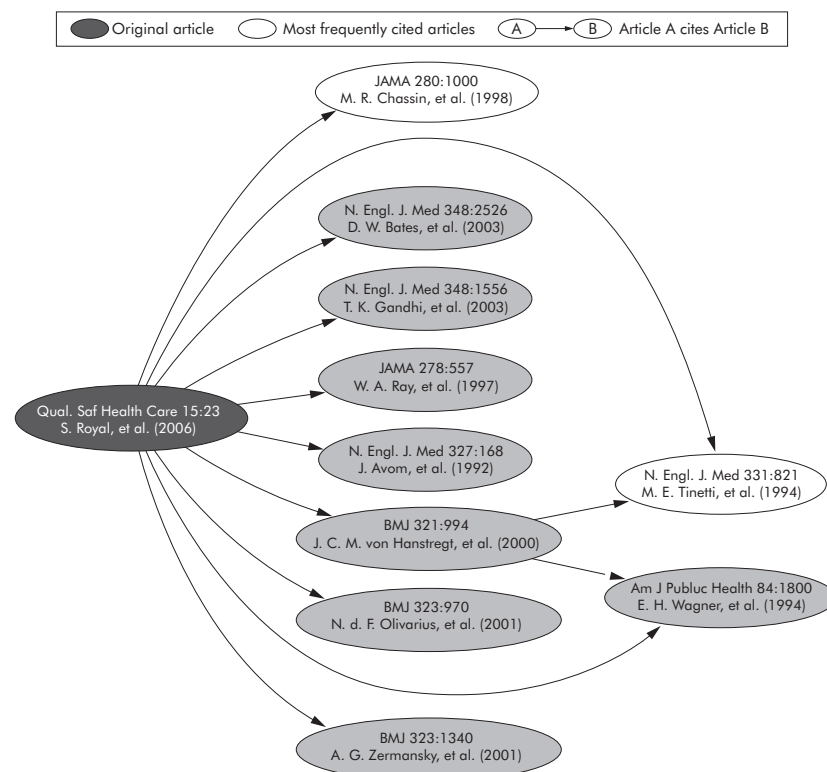 Original article
Most frequently cited articles
A
B
Article A cites Article B
JAMA 280:1000
M. R. Chassin, et al. (1998)
N. Engl. J. Med 348:2526
D. W. Bates, et al. (2003)
N. Engl. J. Med 348:1556
T. K. Gandhi, et al. (2003)
JAMA 278:557
W. A. Ray, et al. (1997)
Qual. Saf Health Care 15:23
S. Royal, et al. (2006)
N. Engl. J. Med 327:168
J. Avom, et al. (1992)
N. Engl. J. Med 331:821
M. E. Tinetti, et al. (1994)
BMJ 321:994
J. C. M. von Hanstregt, et al. (2000)
Am J Publuc Health 84:1800
E. H. Wagner, et al. (1994)
BMJ 323:970
N. d. F. Olivarius, et al. (2001)
BMJ 323:1340
A. G. Zermansky, et al. (2001)